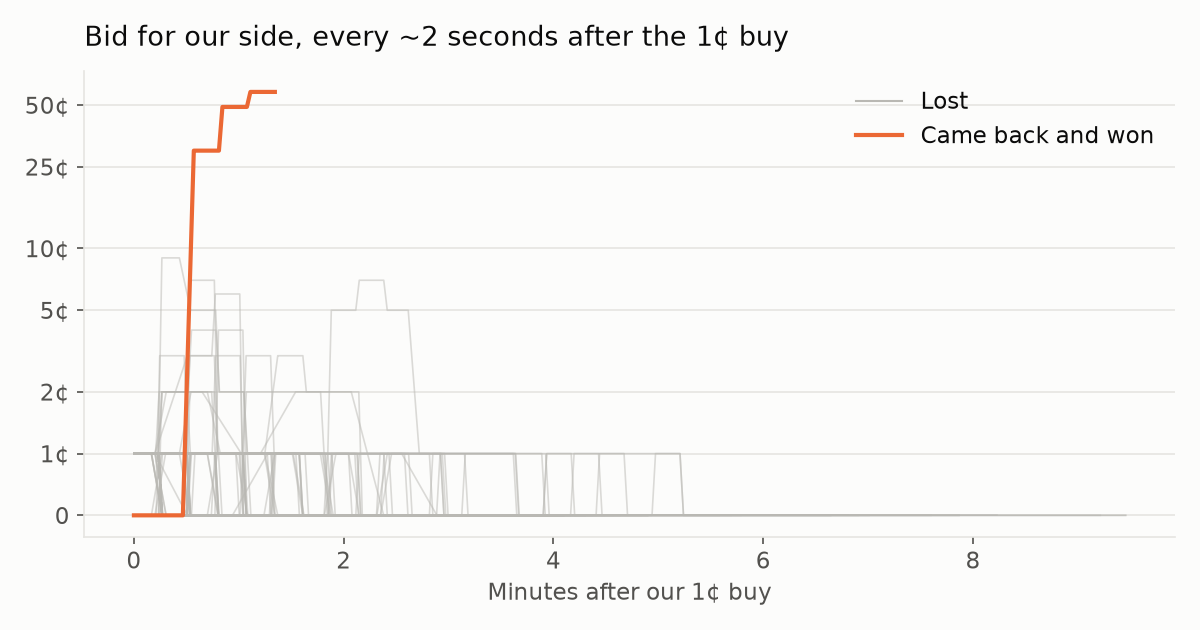 Bid for our side, every ~2 seconds after the 1¢ buy
Lost
Came back and won
50¢
25¢
10¢
5¢
2¢
1¢
0
0 2 4 6 8
Minutes after our 1¢ buy